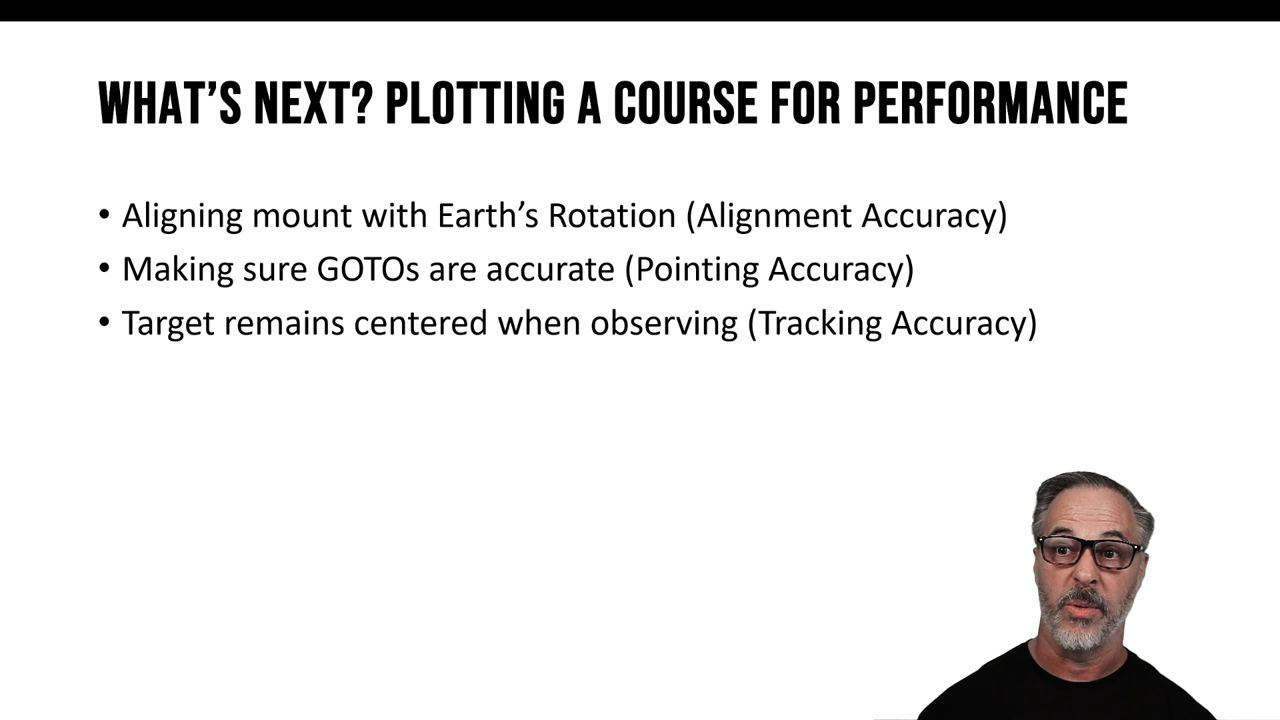 WHAT’S NEXT? PLOTTING A COURSE FOR PERFORMANCE
• Aligning mount with Earth’s Rotation (Alignment Accuracy)
• Making sure GOTOs are accurate (Pointing Accuracy)
• Target remains centered when observing (Tracking Accuracy)